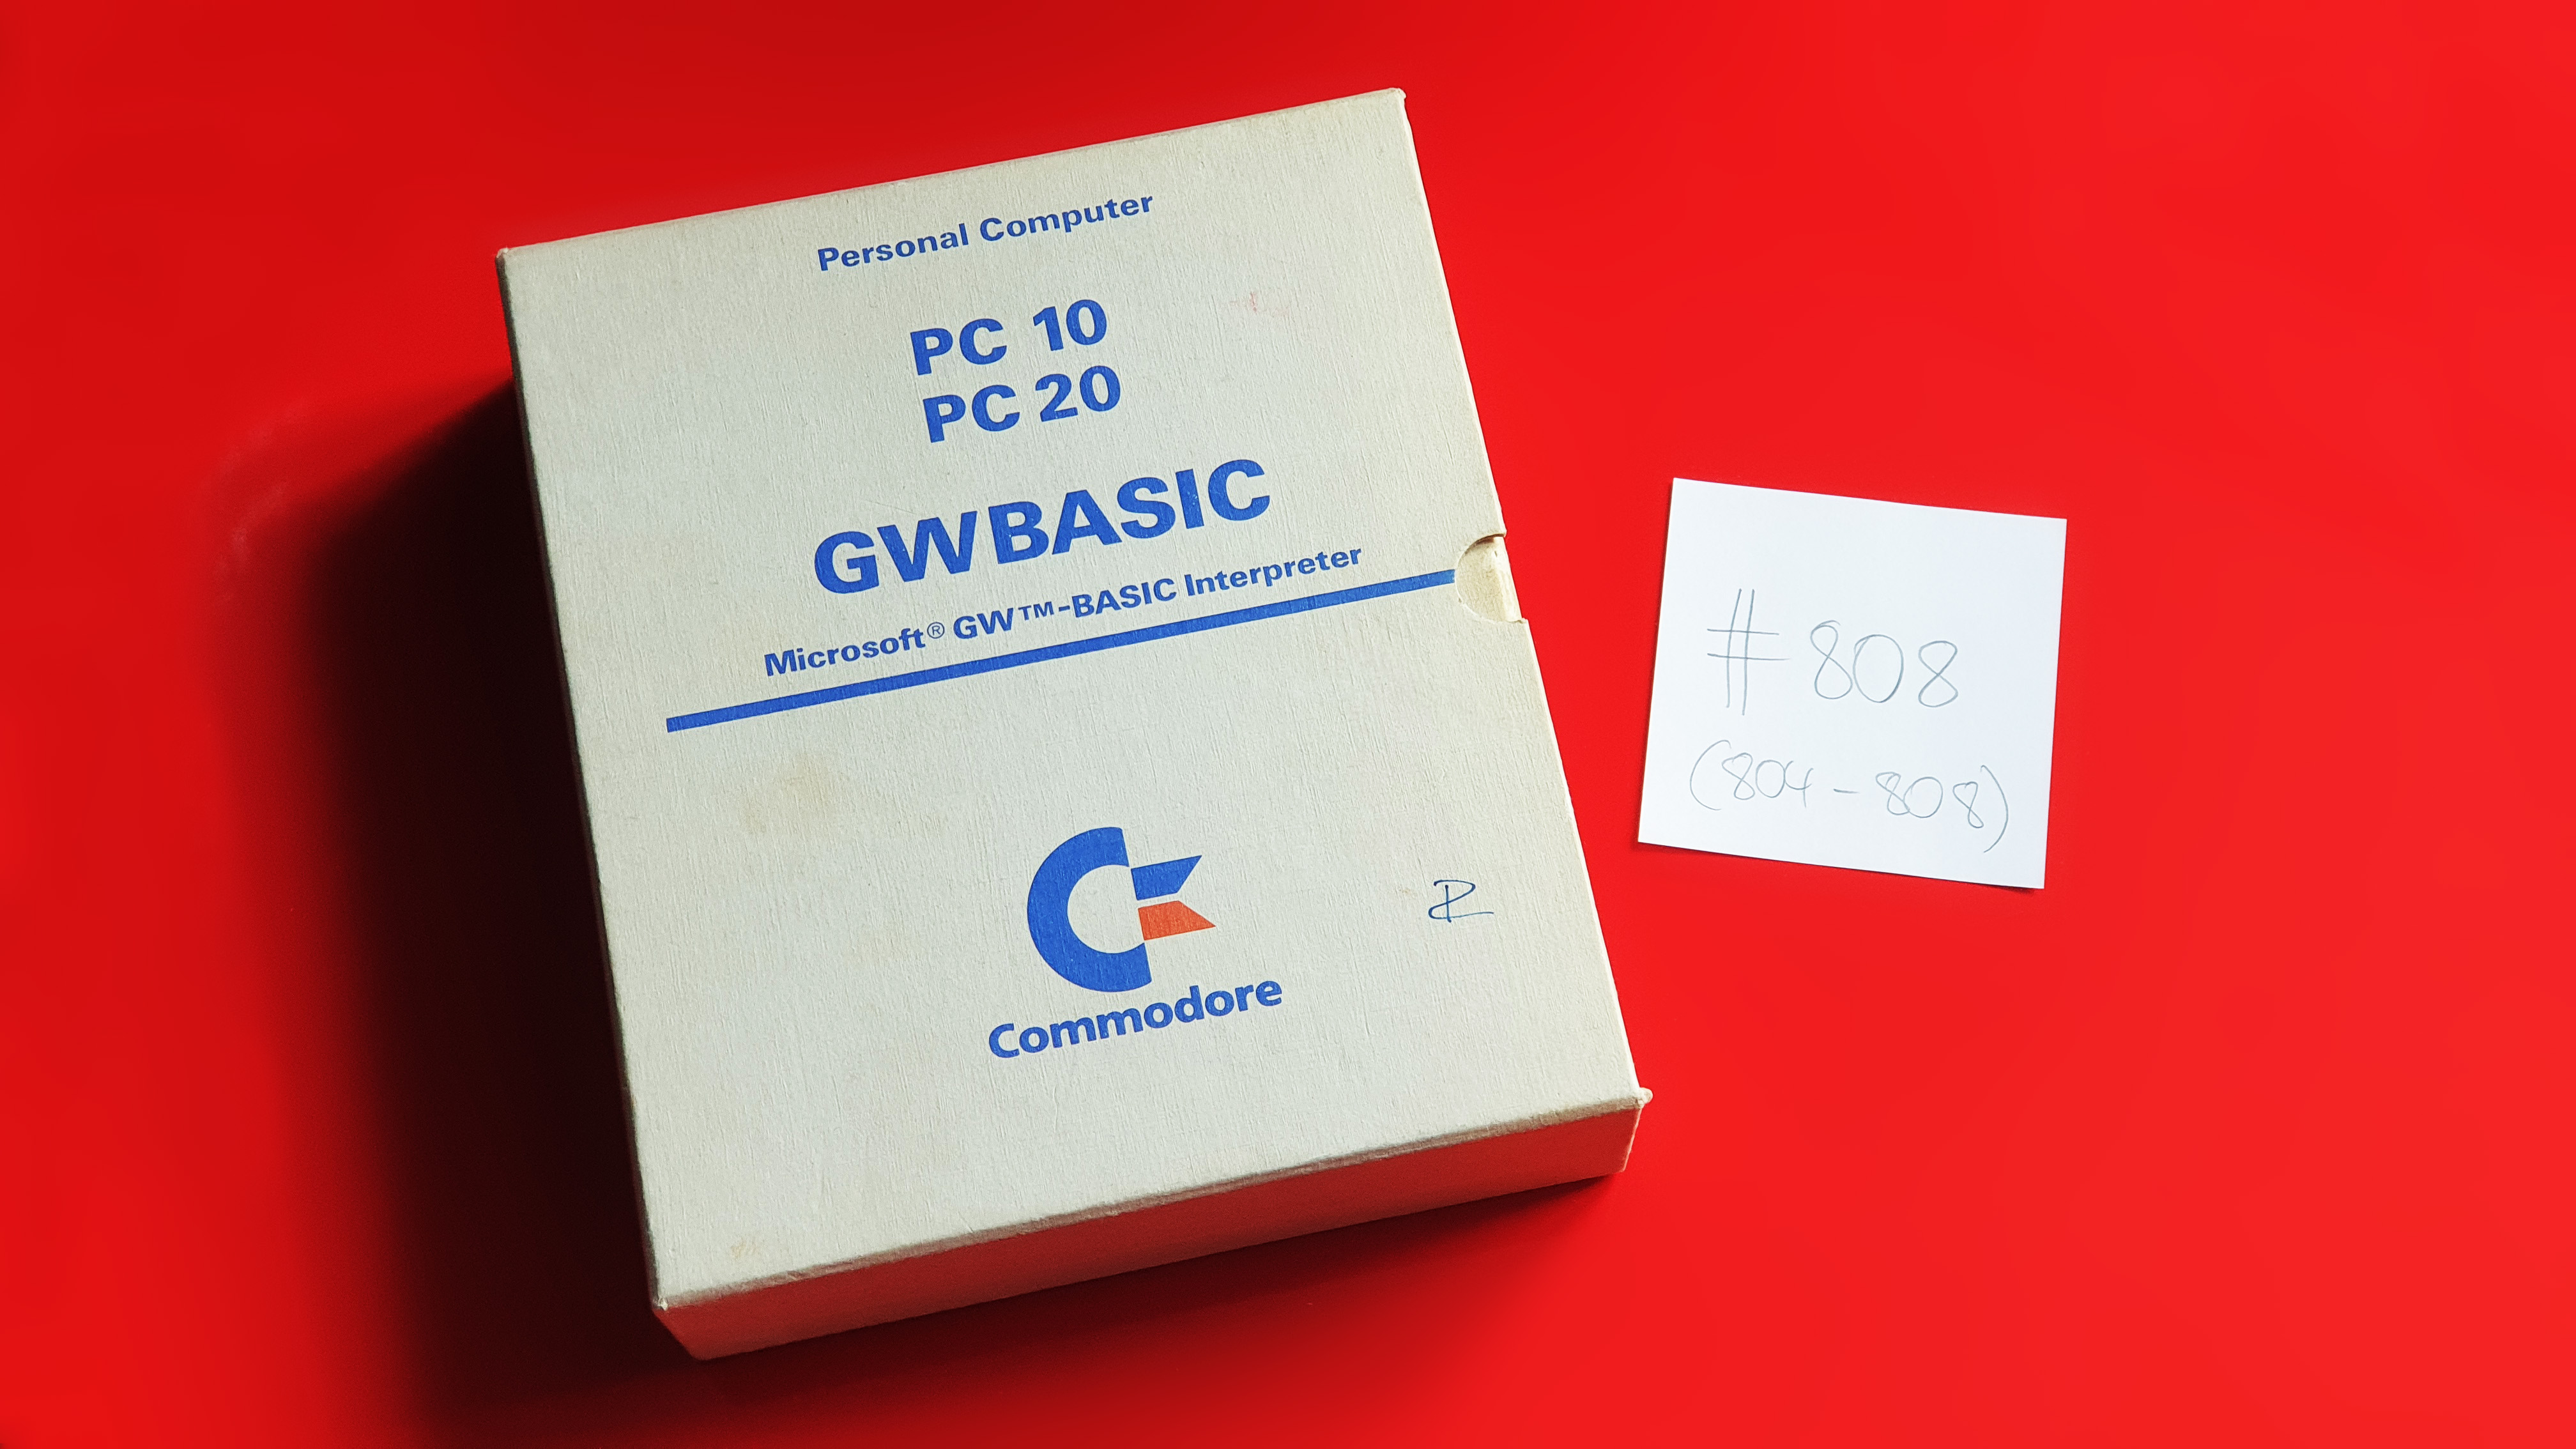 Personal Computer
PC 10
PC 20
GWBASIC
Microsoft® GW™-BASIC Interpreter
Commodore
#808
(804-808)